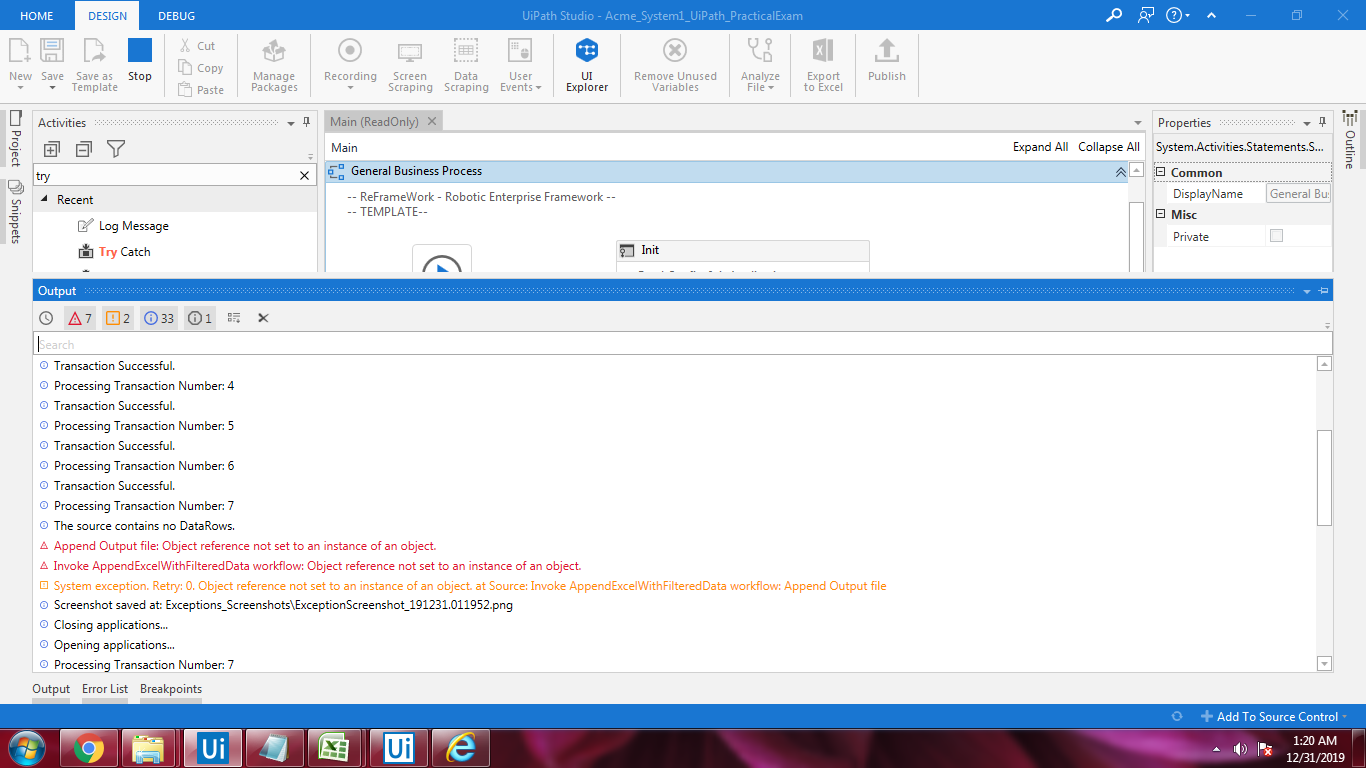 HOME DESIGN DEBUG UiPath Studio - Acme_System1_UiPath_PracticalExam
New Save Save as Template Stop
Cut
Copy
Paste
Manage Packages
Recording
Screen Scraping
Data Scraping
User Events
UI Explorer
Remove Unused Variables
Analyze File
Export to Excel
Publish
Project
Snippets
Activities
try
Recent
Log Message
Try Catch
Main (ReadOnly)
Main Expand All Collapse All
General Business Process
-- ReFrameWork - Robotic Enterprise Framework --
-- TEMPLATE--
Init
Properties
System.Activities.Statements.S...
Common
DisplayName General Bu
Misc
Private
Outline
Output
7 2 33 1
Search
Transaction Successful.
Processing Transaction Number: 4
Transaction Successful.
Processing Transaction Number: 5
Transaction Successful.
Processing Transaction Number: 6
Transaction Successful.
Processing Transaction Number: 7
The source contains no DataRows.
Append Output file: Object reference not set to an instance of an object.
Invoke AppendExcelWithFilteredData workflow: Object reference not set to an instance of an object.
System exception. Retry: 0. Object reference not set to an instance of an object. at Source: Invoke AppendExcelWithFilteredData workflow: Append Output file
Screenshot saved at: Exceptions_Screenshots\ExceptionScreenshot_191231.011952.png
Closing applications...
Opening applications...
Processing Transaction Number: 7
Output Error List Breakpoints
Add To Source Control
Ui Ui
1:20 AM
12/31/2019